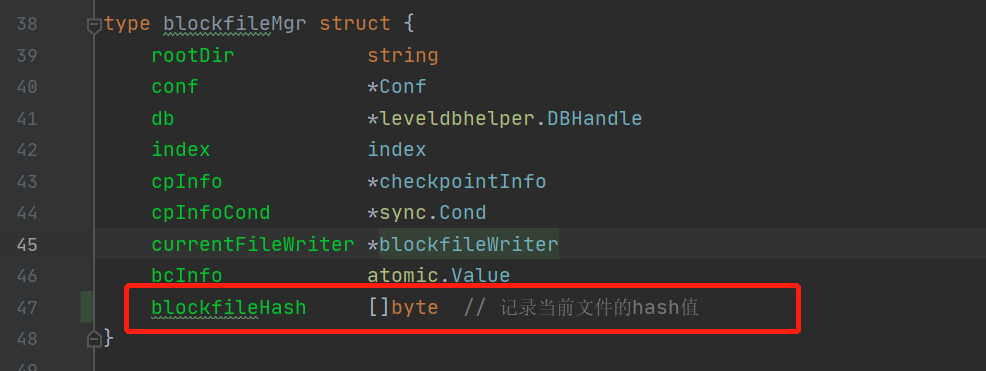 38 type blockfileMgr struct {
39 rootDir string
40 conf *Conf
41 db *leveldbhelper.DBHandle
42 index index
43 cpInfo *checkpointInfo
44 cpInfoCond *sync.Cond
45 currentFileWriter *blockfileWriter
46 bcInfo atomic.Value
47 blockfileHash []byte // 记录当前文件的hash值
48 }